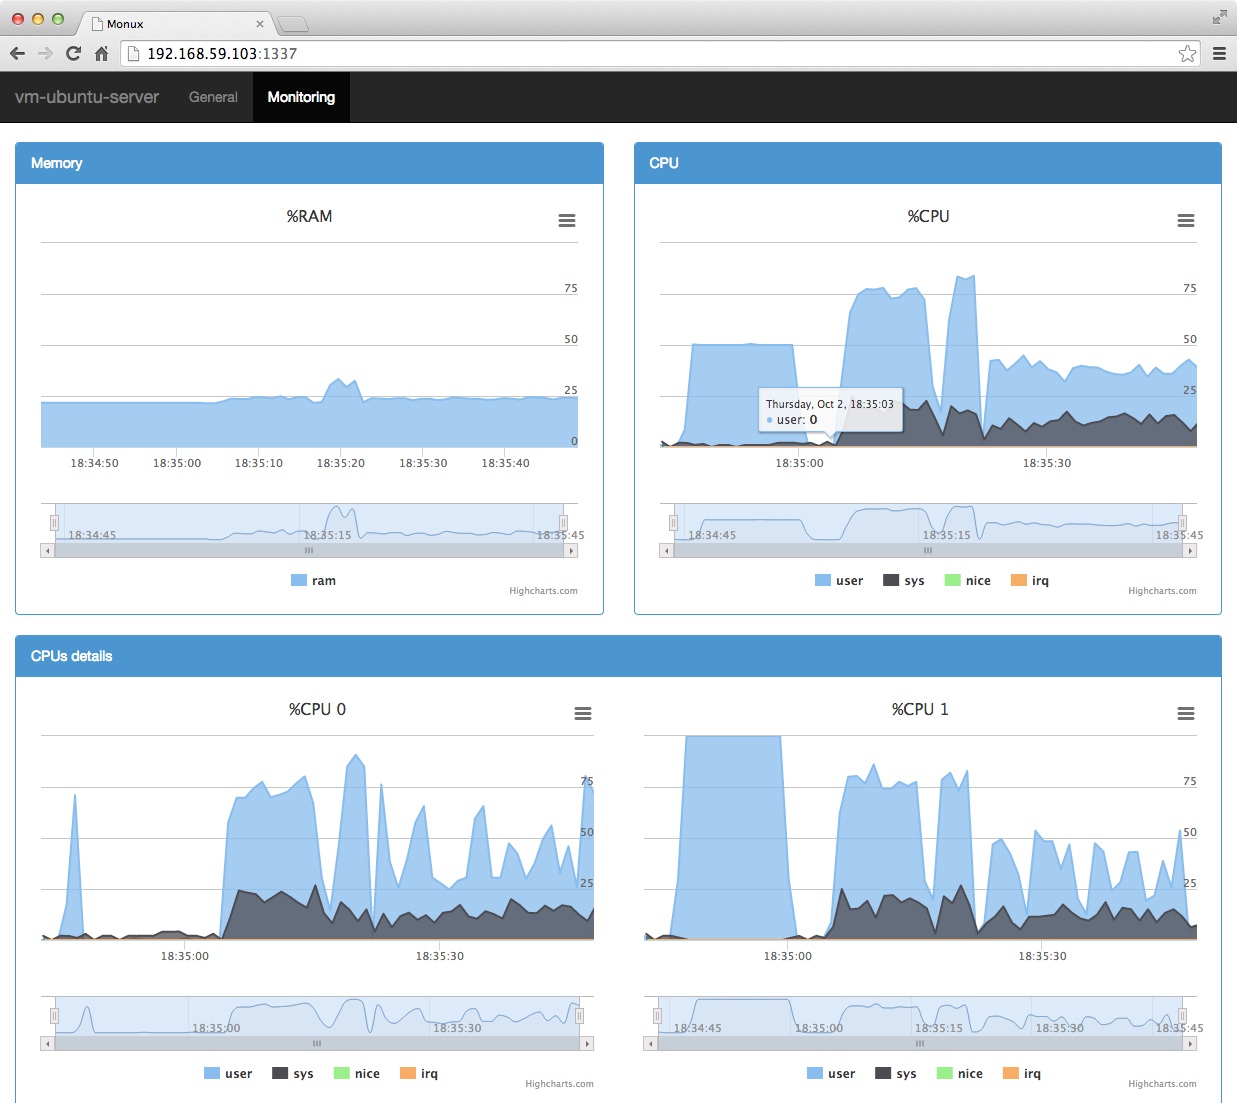 Monux
192.168.59.103:1337
vm-ubuntu-server General Monitoring
Memory
%RAM
75
50
25
0
18:34:50 18:35:00 18:35:10 18:35:20 18:35:30 18:35:40
18:34:45 18:35:15 18:35:45
ram
Highcharts.com
CPU
%CPU
75
50
25
Thursday, Oct 2, 18:35:03
user: 0
18:35:00 18:35:30
18:34:45 18:35:15 18:35:45
user sys nice irq
Highcharts.com
CPUs details
%CPU 0
75
50
25
18:35:00 18:35:30
18:35:00 18:35:30
user sys nice irq
Highcharts.com
%CPU 1
75
50
25
18:35:00 18:35:30
18:34:45 18:35:00 18:35:15 18:35:30 18:35:45
user sys nice irq
Highcharts.com